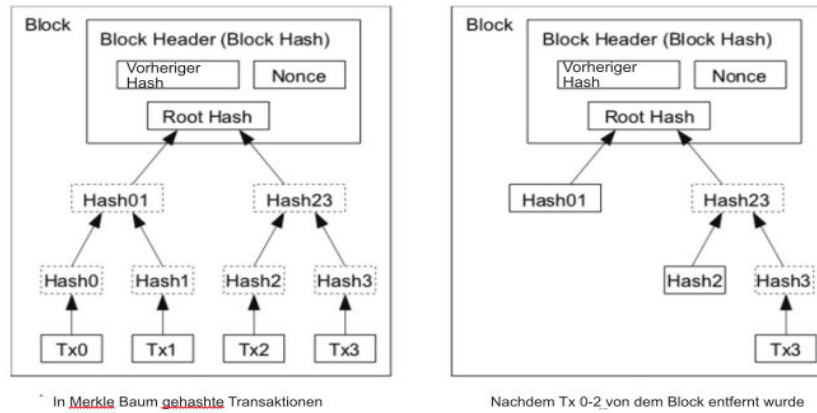 Block
Block Header (Block Hash)
Vorheriger
Hash
Nonce
Root Hash
Hash01
Hash23
Hash0
Hash1
Hash2
Hash3
Tx0
Tx1
Tx2
Tx3
In Merkle Baum gehashte Transaktionen
Block
Block Header (Block Hash)
Vorheriger
Hash
Nonce
Root Hash
Hash01
Hash23
Hash2
Hash3
Tx3
Nachdem Tx 0-2 von dem Block entfernt wurde